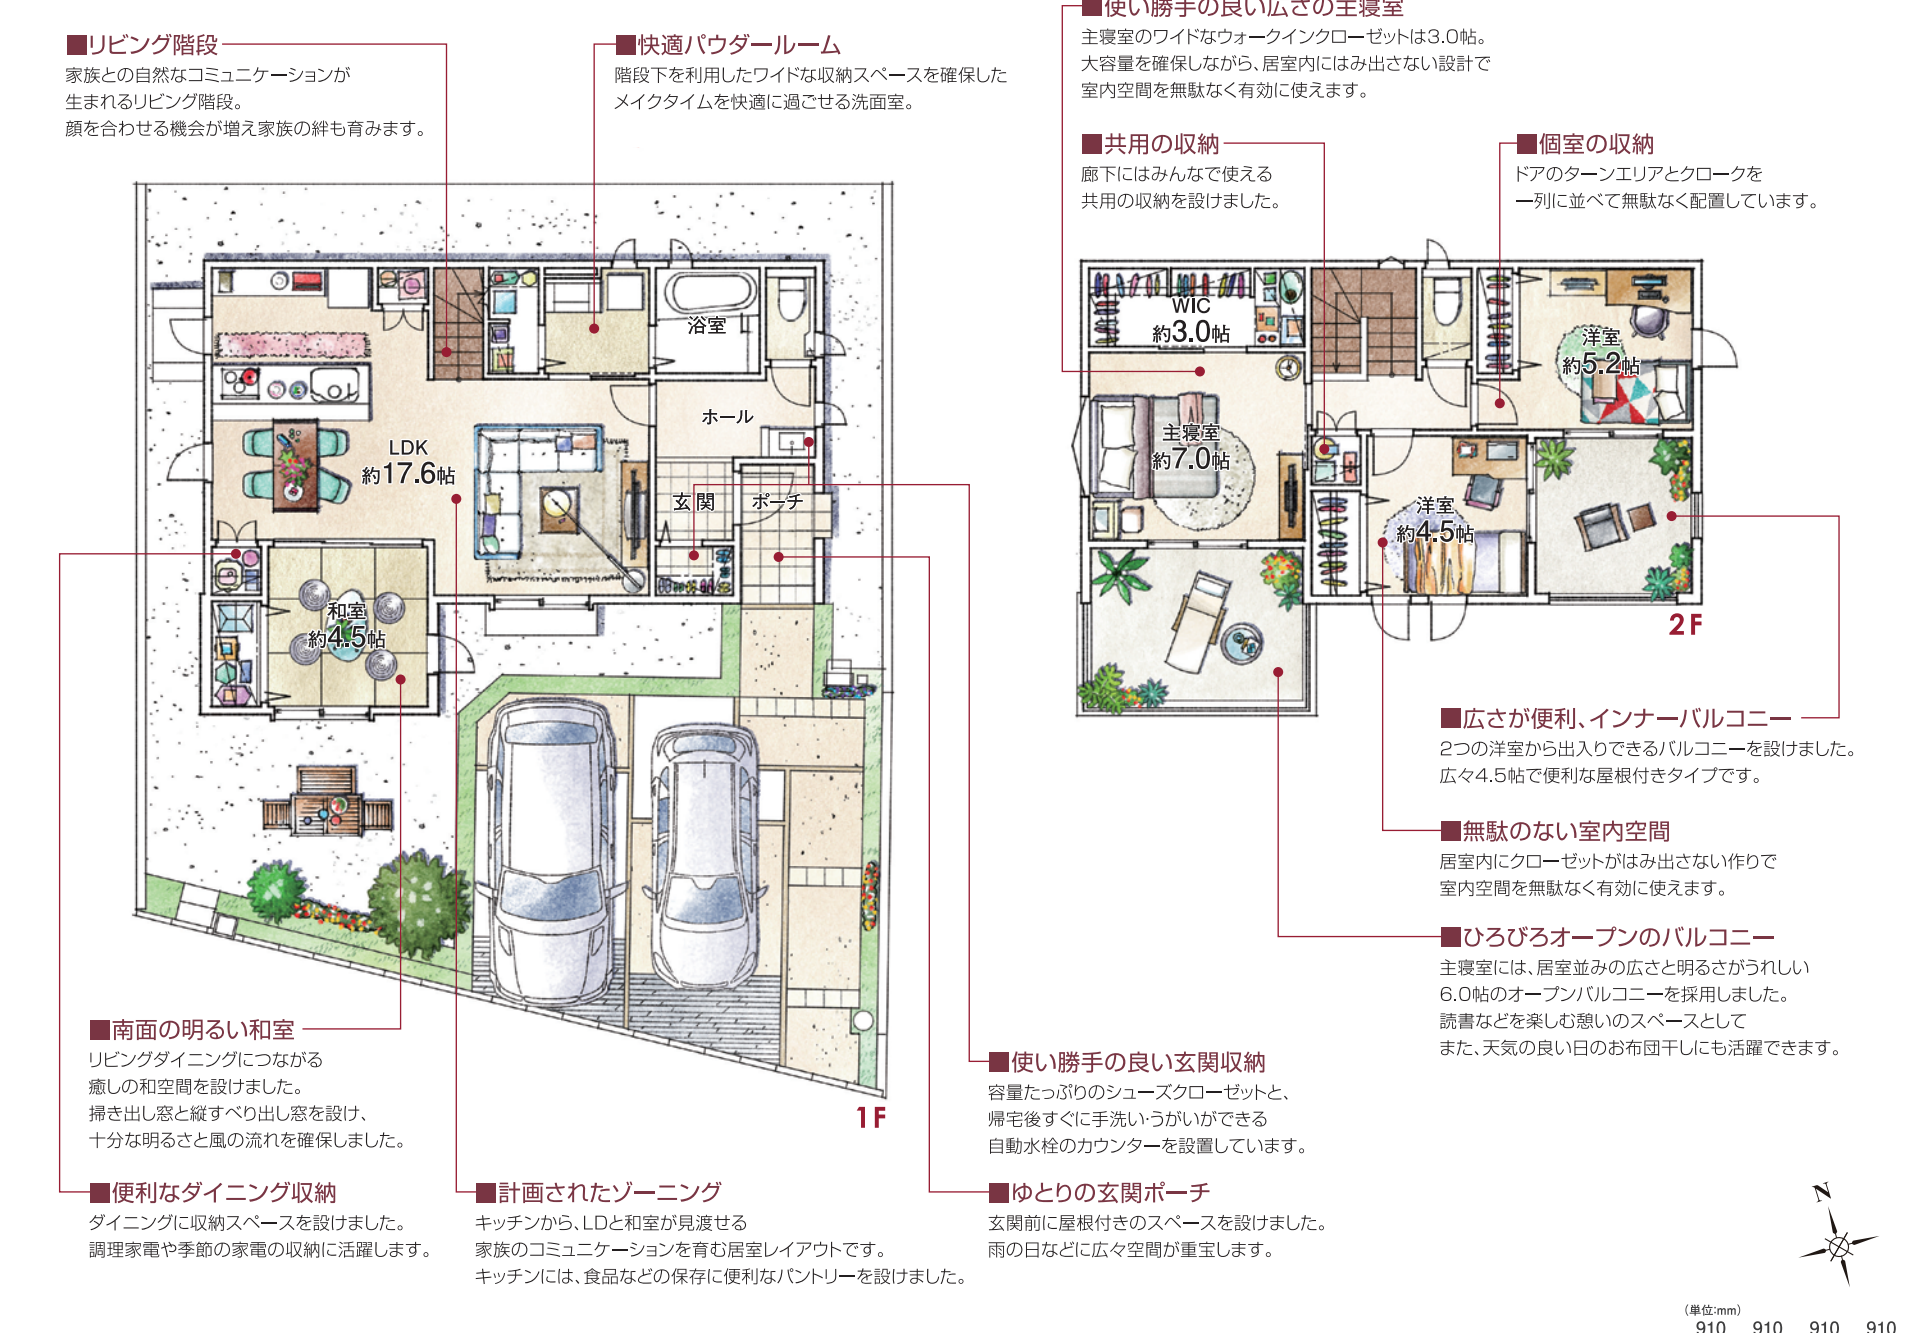 ■リビング階段
家族との自然なコミュニケーションが
生まれるリビング階段。
顔を合わせる機会が増え家族の絆も育みます。
■快適パウダールーム
階段下を利用したワイドな収納スペースを確保した
メイクタイムを快適に過ごせる洗面室。
■使い勝手の良い広さの主寝室
主寝室のワイドなウォークインクローゼットは3.0帖。
大容量を確保しながら、居室内にはみ出さない設計で
室内空間を無駄なく有効に使えます。
■共用の収納
廊下にはみんなで使える
共用の収納を設けました。
■個室の収納
ドアのターンエリアとクロークを
一列に並べて無駄なく配置しています。
浴室
ホール
LDK
約17.6帖
玄関
ポーチ
和室
約4.5帖
1F
WIC
約3.0帖
洋室
約5.2帖
主寝室
約7.0帖
洋室
約4.5帖
2F
■広さが便利、インナーバルコニー
2つの洋室から出入りできるバルコニーを設けました。
広々4.5帖で便利な屋根付きタイプです。
■無駄のない室内空間
居室内にクローゼットがはみ出さない作りで
室内空間を無駄なく有効に使えます。
■ひろびろオープンのバルコニー
主寝室には、居室並みの広さと明るさがうれしい
6.0帖のオープンバルコニーを採用しました。
読書などを楽しむ憩いのスペースとして
また、天気の良い日のお布団干しにも活躍できます。
■南面の明るい和室
リビングダイニングにつながる
癒しの和空間を設けました。
掃き出し窓と縦すべり出し窓を設け、
十分な明るさと風の流れを確保しました。
■便利なダイニング収納
ダイニングに収納スペースを設けました。
調理家電や季節の家電の収納に活躍します。
■計画されたゾーニング
キッチンから、LDと和室が見渡せる
家族のコミュニケーションを育む居室レイアウトです。
キッチンには、食品などの保存に便利なパントリーを設けました。
■使い勝手の良い玄関収納
容量たっぷりのシューズクローゼットと、
帰宅後すぐに手洗い・うがいができる
自動水栓のカウンターを設置しています。
■ゆとりの玄関ポーチ
玄関前に屋根付きのスペースを設けました。
雨の日などに広々空間が重宝します。
N
(単位:mm)
910 910 910 910